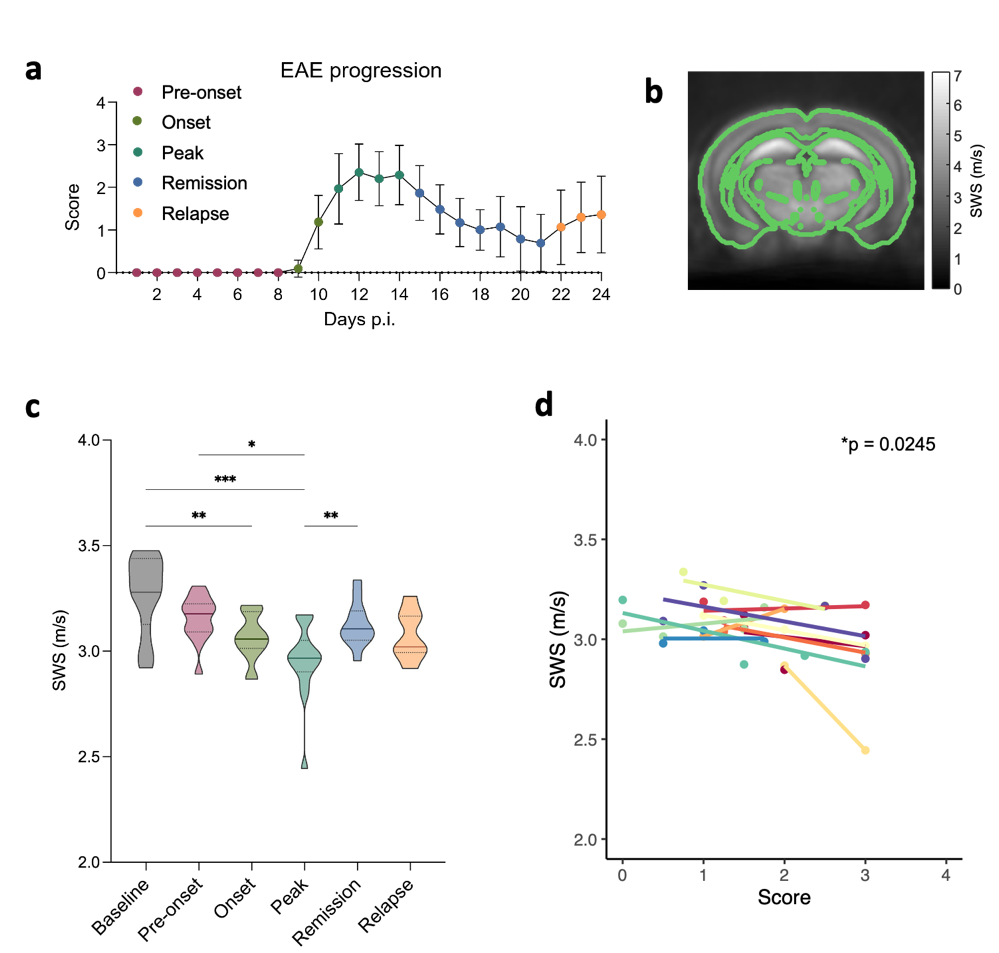 a
EAE progression
Score
4
3
2
1
0
Pre-onset
Onset
Peak
Remission
Relapse
2 4 6 8 10 12 14 16 18 20 22 24
Days p.i.
b
7
6
5
4
3
2
1
0
SWS (m/s)
c
SWS (m/s)
4.0
3.5
3.0
2.5
2.0
*
***
** **
Baseline Pre-onset Onset Peak Remission Relapse
d
*p = 0.0245
SWS (m/s)
4.0
3.5
3.0
2.5
2.0
0 1 2 3 4
Score